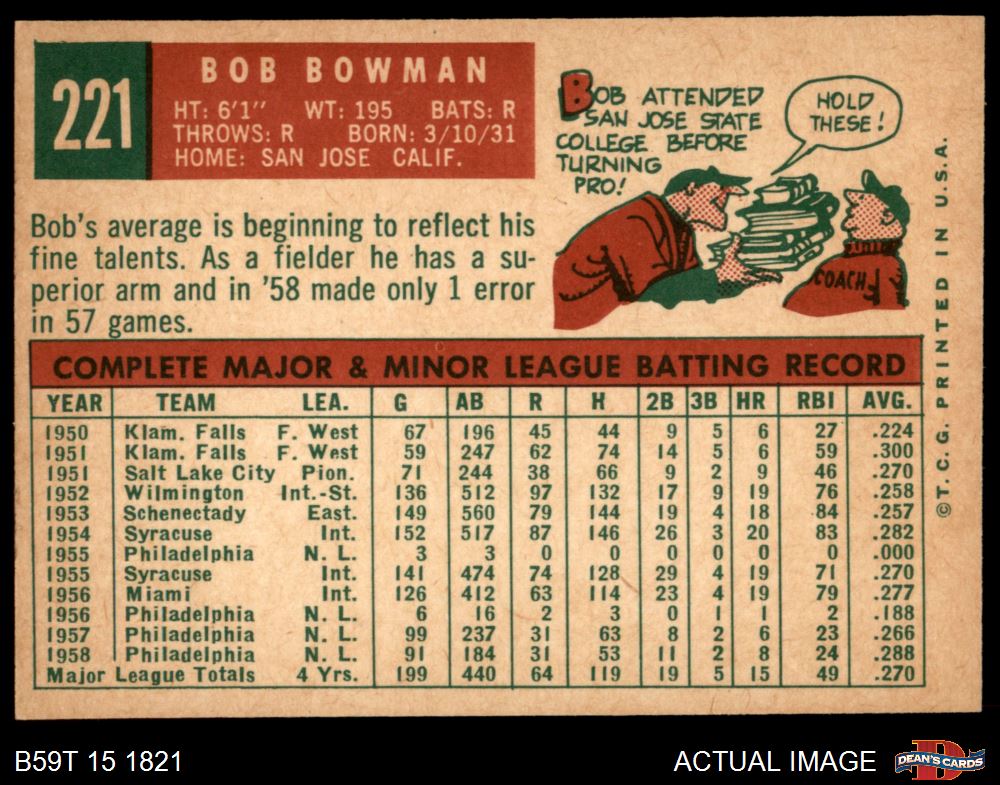 221
BOB BOWMAN
HT: 6'1" WT: 195 BATS: R
THROWS: R BORN: 3/10/31
HOME: SAN JOSE CALIF.
BOB ATTENDED
SAN JOSE STATE
COLLEGE BEFORE
TURNING
PRO!
HOLD
THESE!
COACH
Bob's average is beginning to reflect his
fine talents. As a fielder he has a su-
perior arm and in '58 made only 1 error
in 57 games.
COMPLETE MAJOR & MINOR LEAGUE BATTING RECORD
YEAR TEAM LEA. G AB R H 2B 3B HR RBI AVG.
1950 Klam. Falls F. West 67 196 45 44 9 5 6 27 .224
1951 Klam. Falls F. West 59 247 62 74 14 5 6 59 .300
1951 Salt Lake City Pion. 71 244 38 66 9 2 9 46 .270
1952 Wilmington Int.-St. 136 512 97 132 17 9 19 76 .258
1953 Schenectady East. 149 560 79 144 19 4 18 84 .257
1954 Syracuse Int. 152 517 87 146 26 3 20 83 .282
1955 Philadelphia N. L. 3 3 0 0 0 0 0 0 .000
1955 Syracuse Int. 141 474 74 128 29 4 19 71 .270
1956 Miami Int. 126 412 63 114 23 4 19 79 .277
1956 Philadelphia N. L. 6 16 2 3 0 1 1 2 .188
1957 Philadelphia N. L. 99 237 31 63 8 2 6 23 .266
1958 Philadelphia N. L. 91 184 31 53 11 2 8 24 .288
Major League Totals 4 Yrs. 199 440 64 119 19 5 15 49 .270
©T. C. G. PRINTED IN U.S.A.
B59T 15 1821
ACTUAL IMAGE
D
DEAN'S CARDS